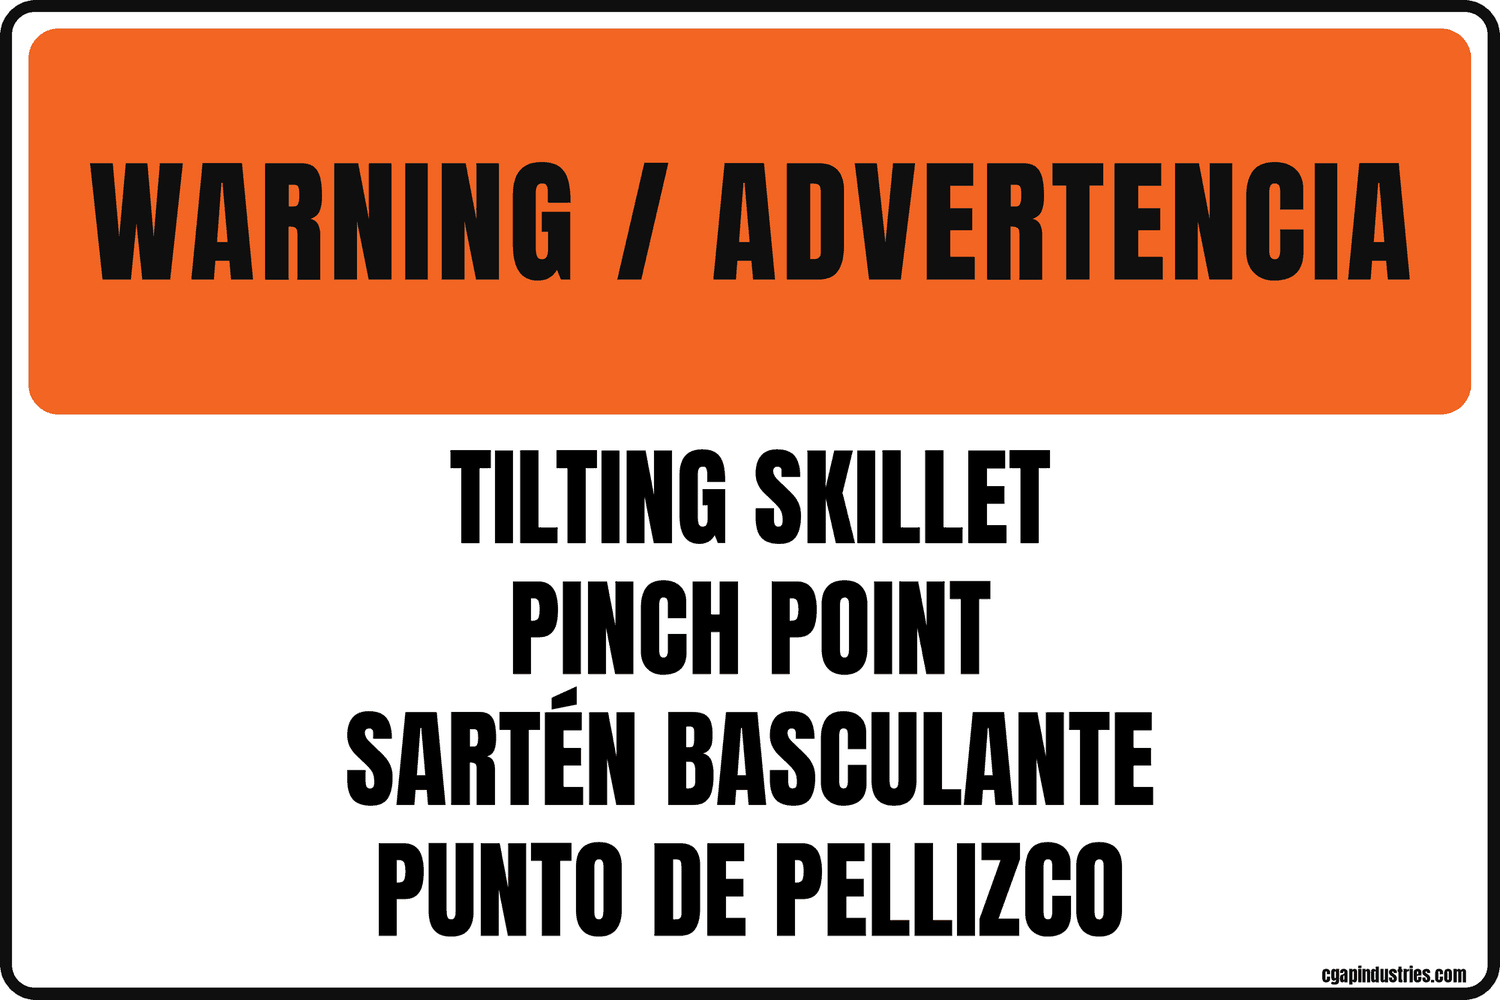 WARNING / ADVERTENCIA
TILTING SKILLET
PINCH POINT
SARTÉN BASCULANTE
PUNTO DE PELLIZCO
cgapindustries.com